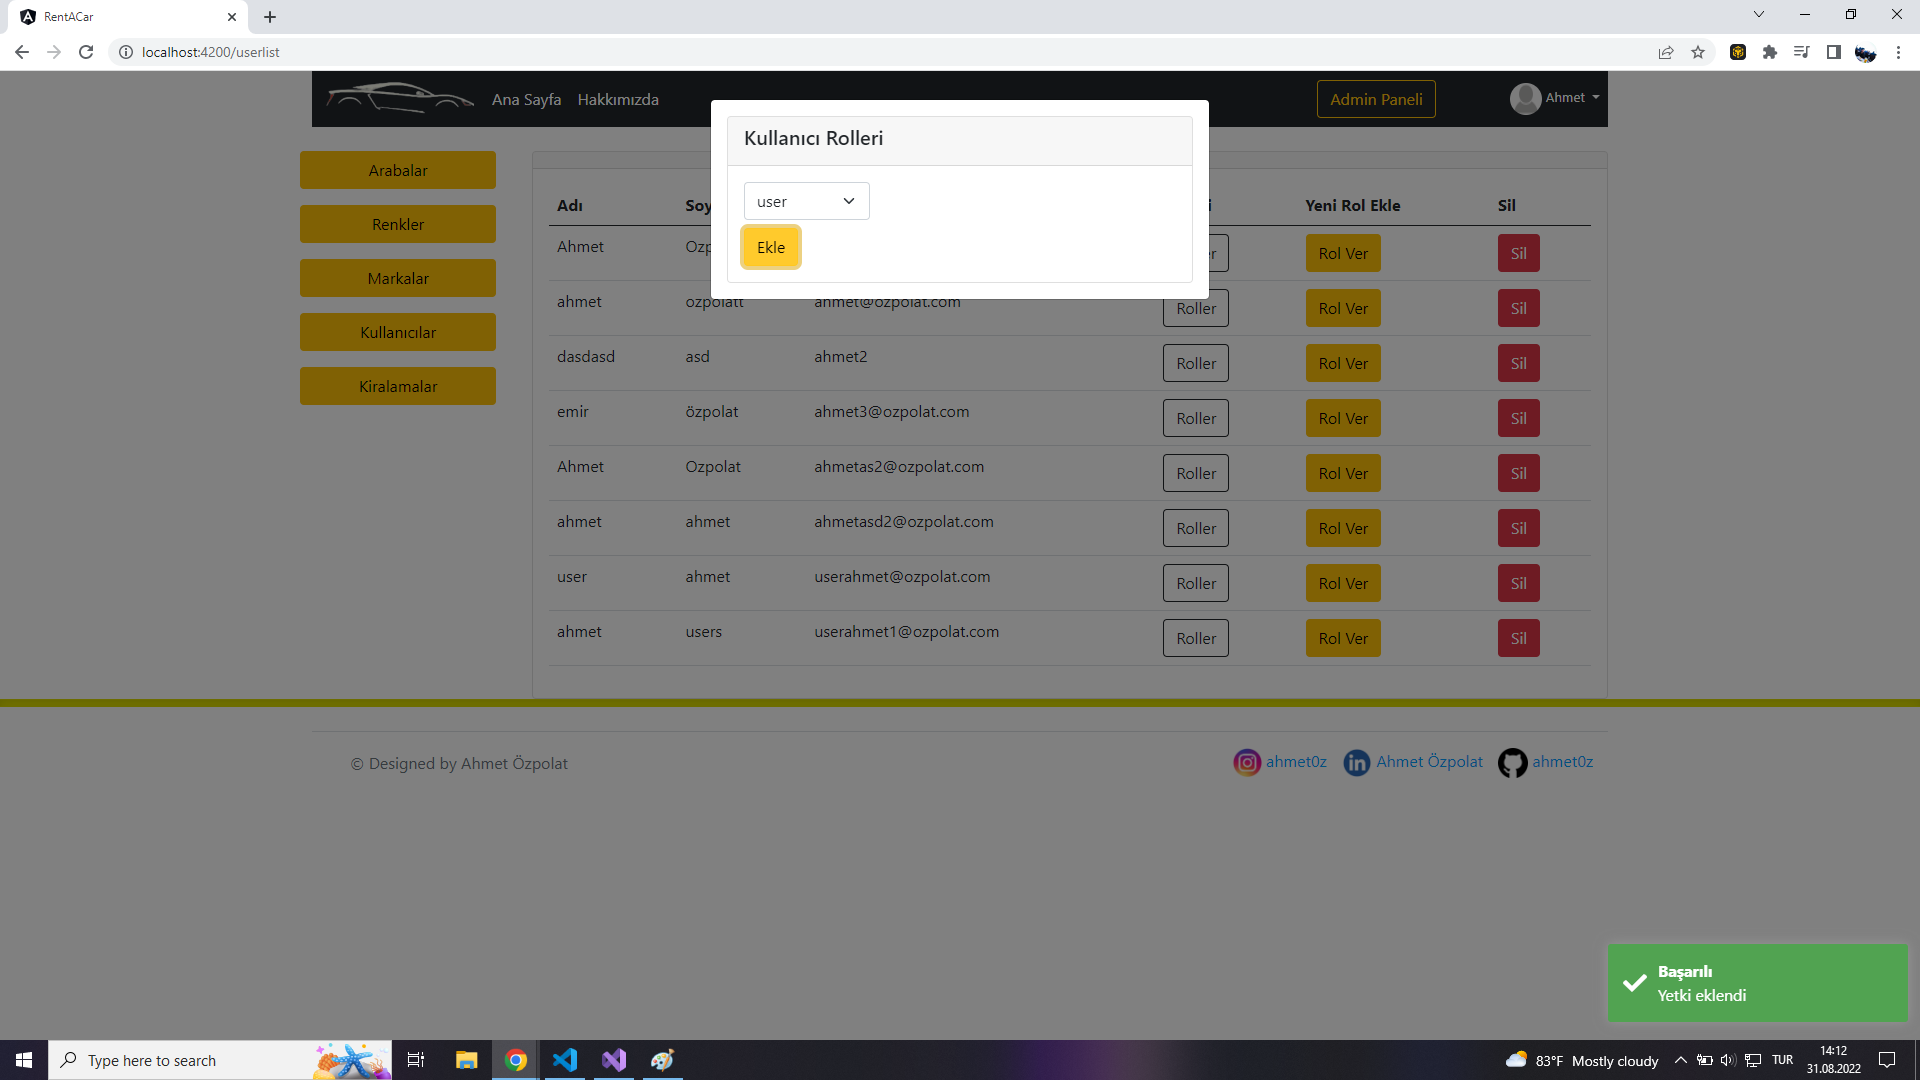 RentACar
localhost:4200/userlist
Ana Sayfa Hakkımızda Admin Paneli Ahmet
Kullanıcı Rolleri
user
Ekle
Arabalar
Renkler
Markalar
Kullanıcılar
Kiralamalar
Adı Soy i Yeni Rol Ekle Sil
Ahmet Ozp r Rol Ver Sil
ahmet ozpolatt ahmet@ozpolat.com Roller Rol Ver Sil
dasdasd asd ahmet2 Roller Rol Ver Sil
emir özpolat ahmet3@ozpolat.com Roller Rol Ver Sil
Ahmet Ozpolat ahmetas2@ozpolat.com Roller Rol Ver Sil
ahmet ahmet ahmetasd2@ozpolat.com Roller Rol Ver Sil
user ahmet userahmet@ozpolat.com Roller Rol Ver Sil
ahmet users userahmet1@ozpolat.com Roller Rol Ver Sil
© Designed by Ahmet Özpolat ahmet0z Ahmet Özpolat ahmet0z
Başarılı
Yetki eklendi
Type here to search
83°F Mostly cloudy TUR
14:12
31.08.2022